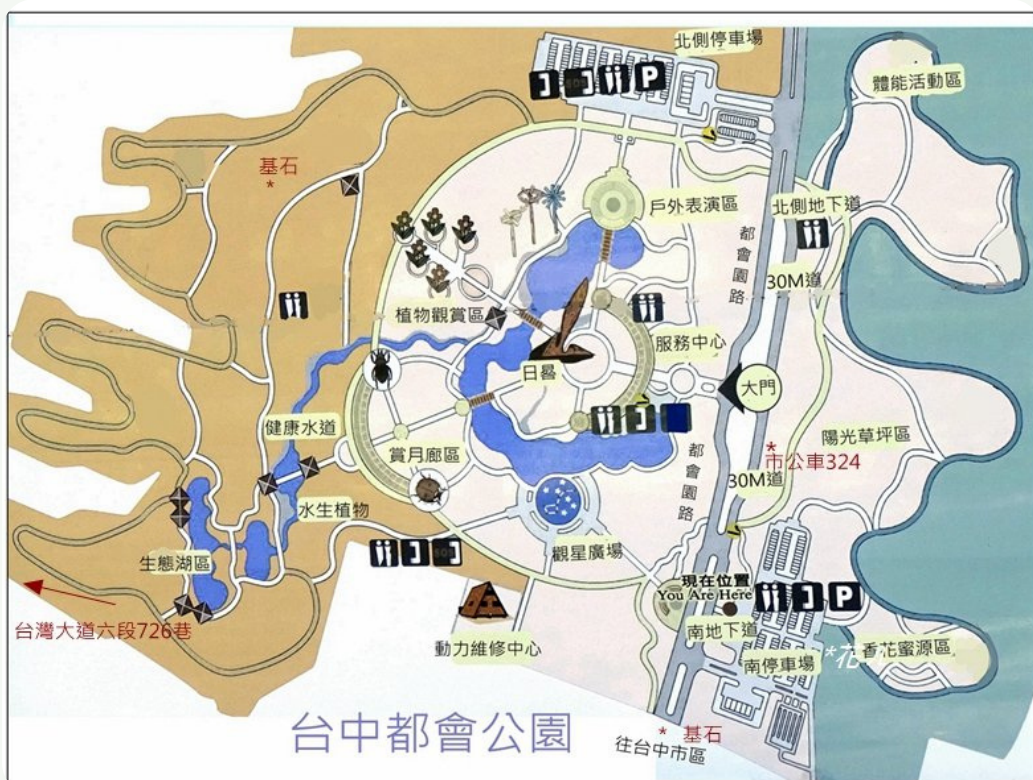 北側停車場
SOS
P
體能活動區
基石
*
戶外表演區
北側地下道
都會園路
30M道
植物觀賞區
服務中心
日晷
大門
健康水道
賞月廊區
陽光草坪區
*
市公車324
都會園路
30M道
水生植物
觀星廣場
生態湖區
SOS
現在位置
You Are Here
P
台灣大道六段726巷
南地下道
動力維修中心
南停車場
*花
香花蜜源區
台中都會公園
* 基石
往台中市區